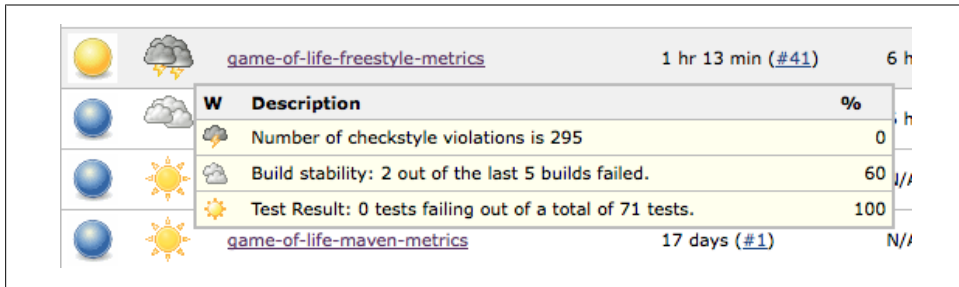 game-of-life-freestyle-metrics 1 hr 13 min (#41) 6 h
W Description %
Number of checkstyle violations is 295 0
Build stability: 2 out of the last 5 builds failed. 60
Test Result: 0 tests failing out of a total of 71 tests. 100
game-of-life-maven-metrics 17 days (#1) N/A